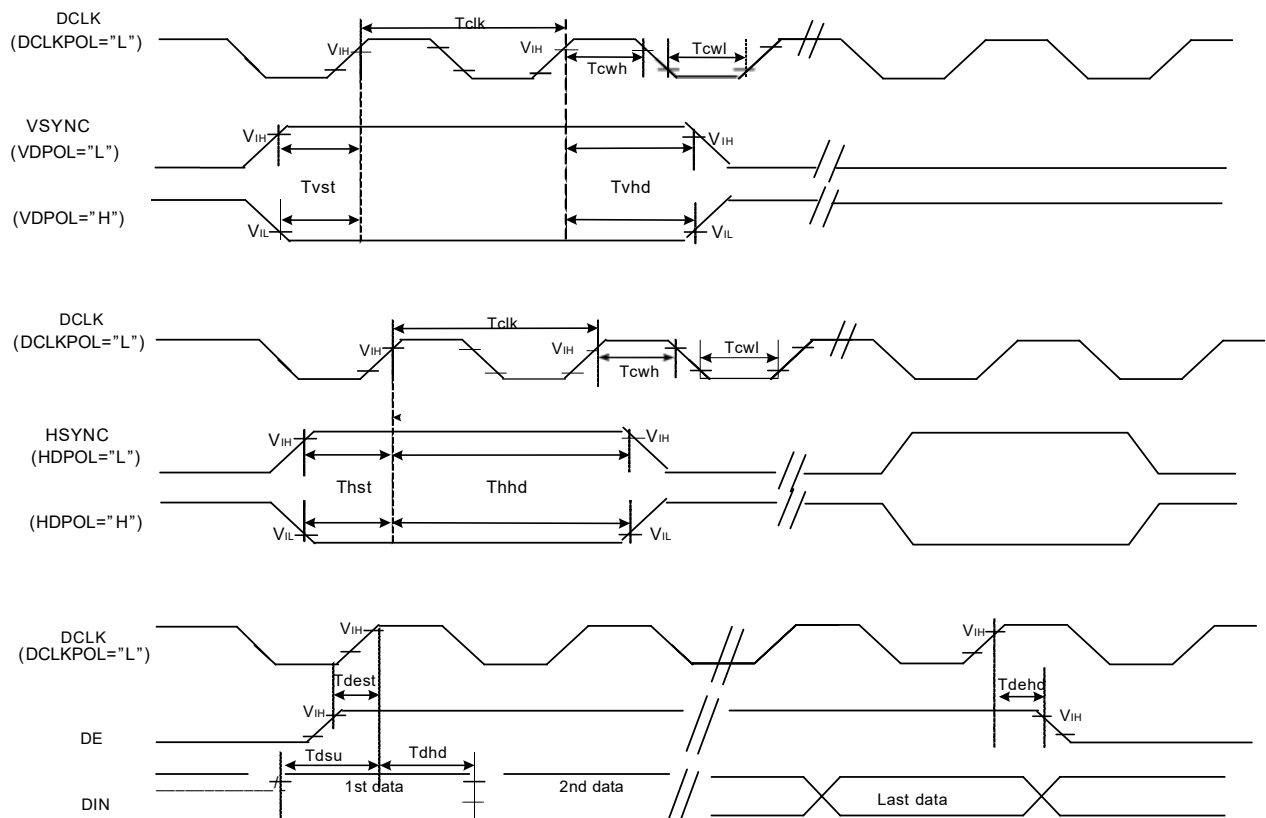 DCLK
(DCLKPOL="L")
VIH
Tclk
VIH
Tcwh
Tcwl
VSYNC
(VDPOL="L")
VIH
VIH
Tvst
Tvhd
(VDPOL="H")
VIL
VIL
DCLK
(DCLKPOL="L")
VIH
Tclk
VIH
Tcwh
Tcwl
HSYNC
(HDPOL="L")
VIH
VIH
Thst
Thhd
(HDPOL="H")
VIL
VIL
DCLK
(DCLKPOL="L")
VIH
VIH
Tdest
Tdehd
VIH
VIH
DE
Tdsu
Tdhd
DIN
1st data
2nd data
Last data